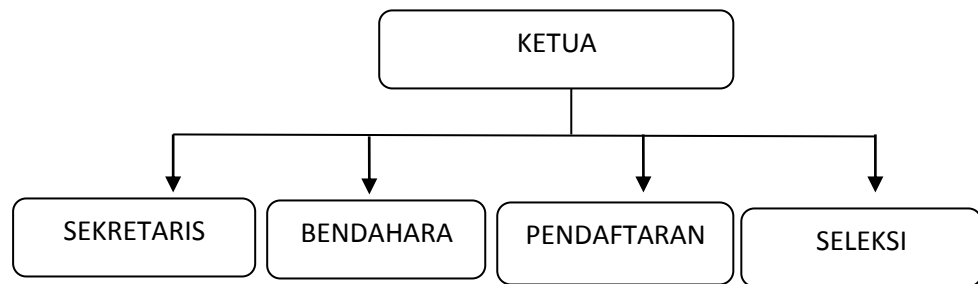 KETUA
SEKRETARIS
BENDAHARA
PENDAFTARAN
SELEKSI